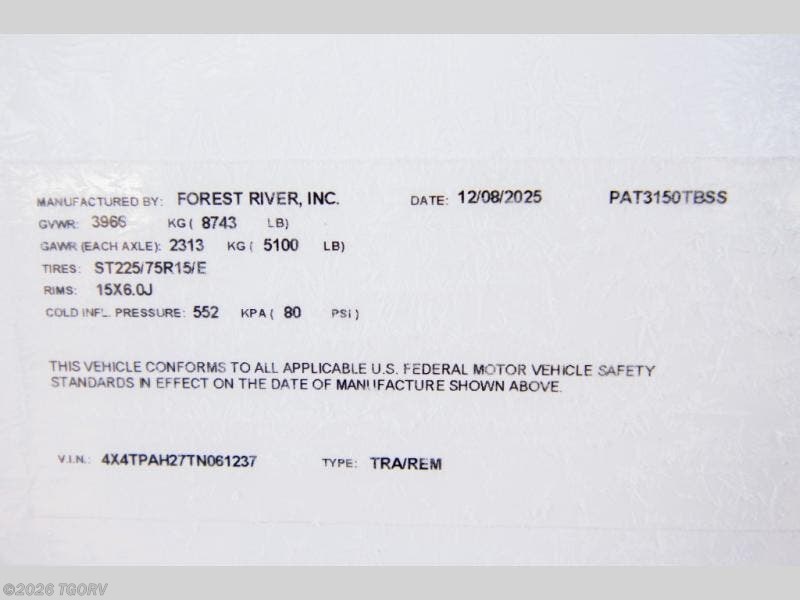 MANUFACTURED BY: FOREST RIVER, INC. DATE: 12/08/2025 PAT3150TBSS
GVWR: 3966 KG ( 8743 LB)
GAWR (EACH AXLE): 2313 KG ( 5100 LB)
TIRES: ST225/75R15/E
RIMS: 15X6.0J
COLD INFL. PRESSURE: 552 KPA ( 80 PSI )
THIS VEHICLE CONFORMS TO ALL APPLICABLE U.S. FEDERAL MOTOR VEHICLE SAFETY
STANDARDS IN EFFECT ON THE DATE OF MANUFACTURE SHOWN ABOVE.
V.I.N.: 4X4TPAH27TN061237 TYPE: TRA/REM
©2026 TGORV